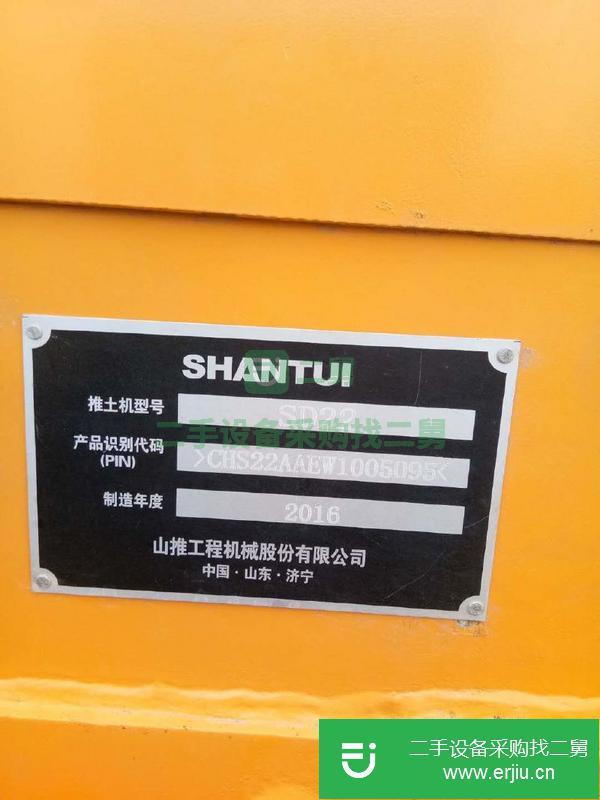 SHANTUI
推土机型号 SD22
二手设备采购找二舅
产品识别代码 >CHS22AAEW1005095<
(PIN)
制造年度 2016
山推工程机械股份有限公司
中国·山东·济宁
二手设备采购找二舅
www.erjiu.cn